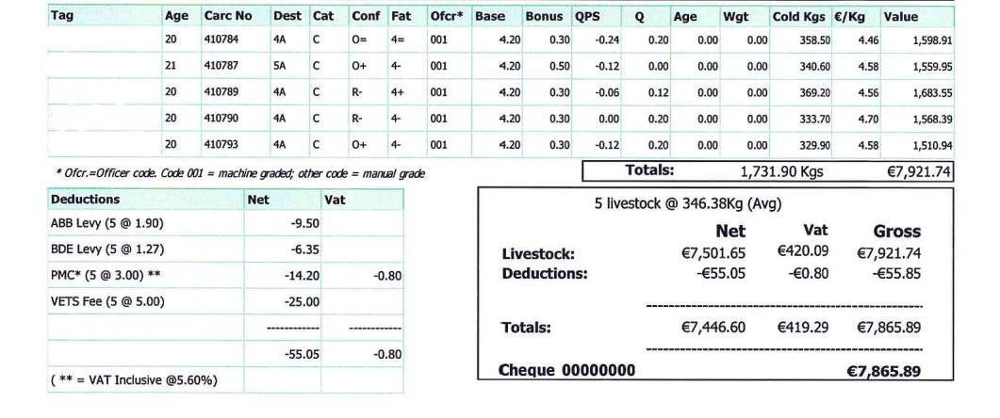 Tag Age Carc No Dest Cat Conf Fat Ofcr* Base Bonus QPS Q Age Wgt Cold Kgs €/Kg Value
20 410784 4A C O= 4= 001 4.20 0.30 -0.24 0.20 0.00 0.00 358.50 4.46 1,598.91
21 410787 5A C O+ 4- 001 4.20 0.50 -0.12 0.00 0.00 0.00 340.60 4.58 1,559.95
20 410789 4A C R- 4+ 001 4.20 0.30 -0.06 0.12 0.00 0.00 369.20 4.56 1,683.55
20 410790 4A C R- 4- 001 4.20 0.30 0.00 0.20 0.00 0.00 333.70 4.70 1,568.39
20 410793 4A C O+ 4- 001 4.20 0.30 -0.12 0.20 0.00 0.00 329.90 4.58 1,510.94
* Ofcr.=Officer code. Code 001 = machine graded; other code = manual grade
Totals: 1,731.90 Kgs €7,921.74
Deductions Net Vat
ABB Levy (5 @ 1.90) -9.50
BDE Levy (5 @ 1.27) -6.35
PMC* (5 @ 3.00) ** -14.20 -0.80
VETS Fee (5 @ 5.00) -25.00
------------ ------------
-55.05 -0.80
( ** = VAT Inclusive @5.60%)
5 livestock @ 346.38Kg (Avg)
Net Vat Gross
Livestock: €7,501.65 €420.09 €7,921.74
Deductions: -€55.05 -€0.80 -€55.85
------------------------------------------------
Totals: €7,446.60 €419.29 €7,865.89
------------------------------------------------
Cheque 00000000 €7,865.89